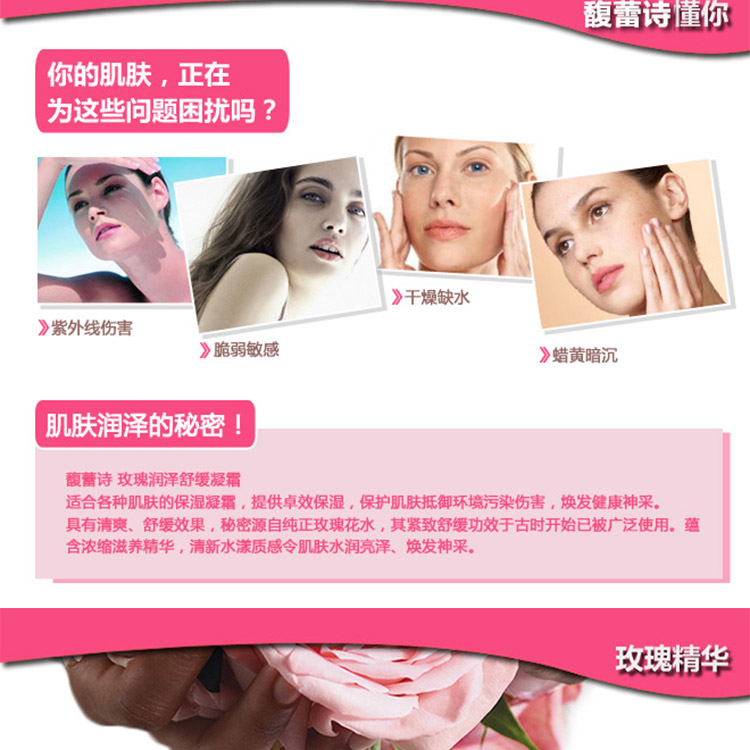 馥蕾诗懂你
你的肌肤，正在
为这些问题困扰吗？
》紫外线伤害
》脆弱敏感
》干燥缺水
》蜡黄暗沉
肌肤润泽的秘密！
馥蕾诗 玫瑰润泽舒缓凝霜
适合各种肌肤的保湿凝霜，提供卓效保湿，保护肌肤抵御环境污染伤害，焕发健康神采。
具有清爽、舒缓效果，秘密源自纯正玫瑰花水，其紧致舒缓功效于古时开始已被广泛使用。蕴
含浓缩滋养精华，清新水漾质感令肌肤水润亮泽、焕发神采。
玫瑰精华